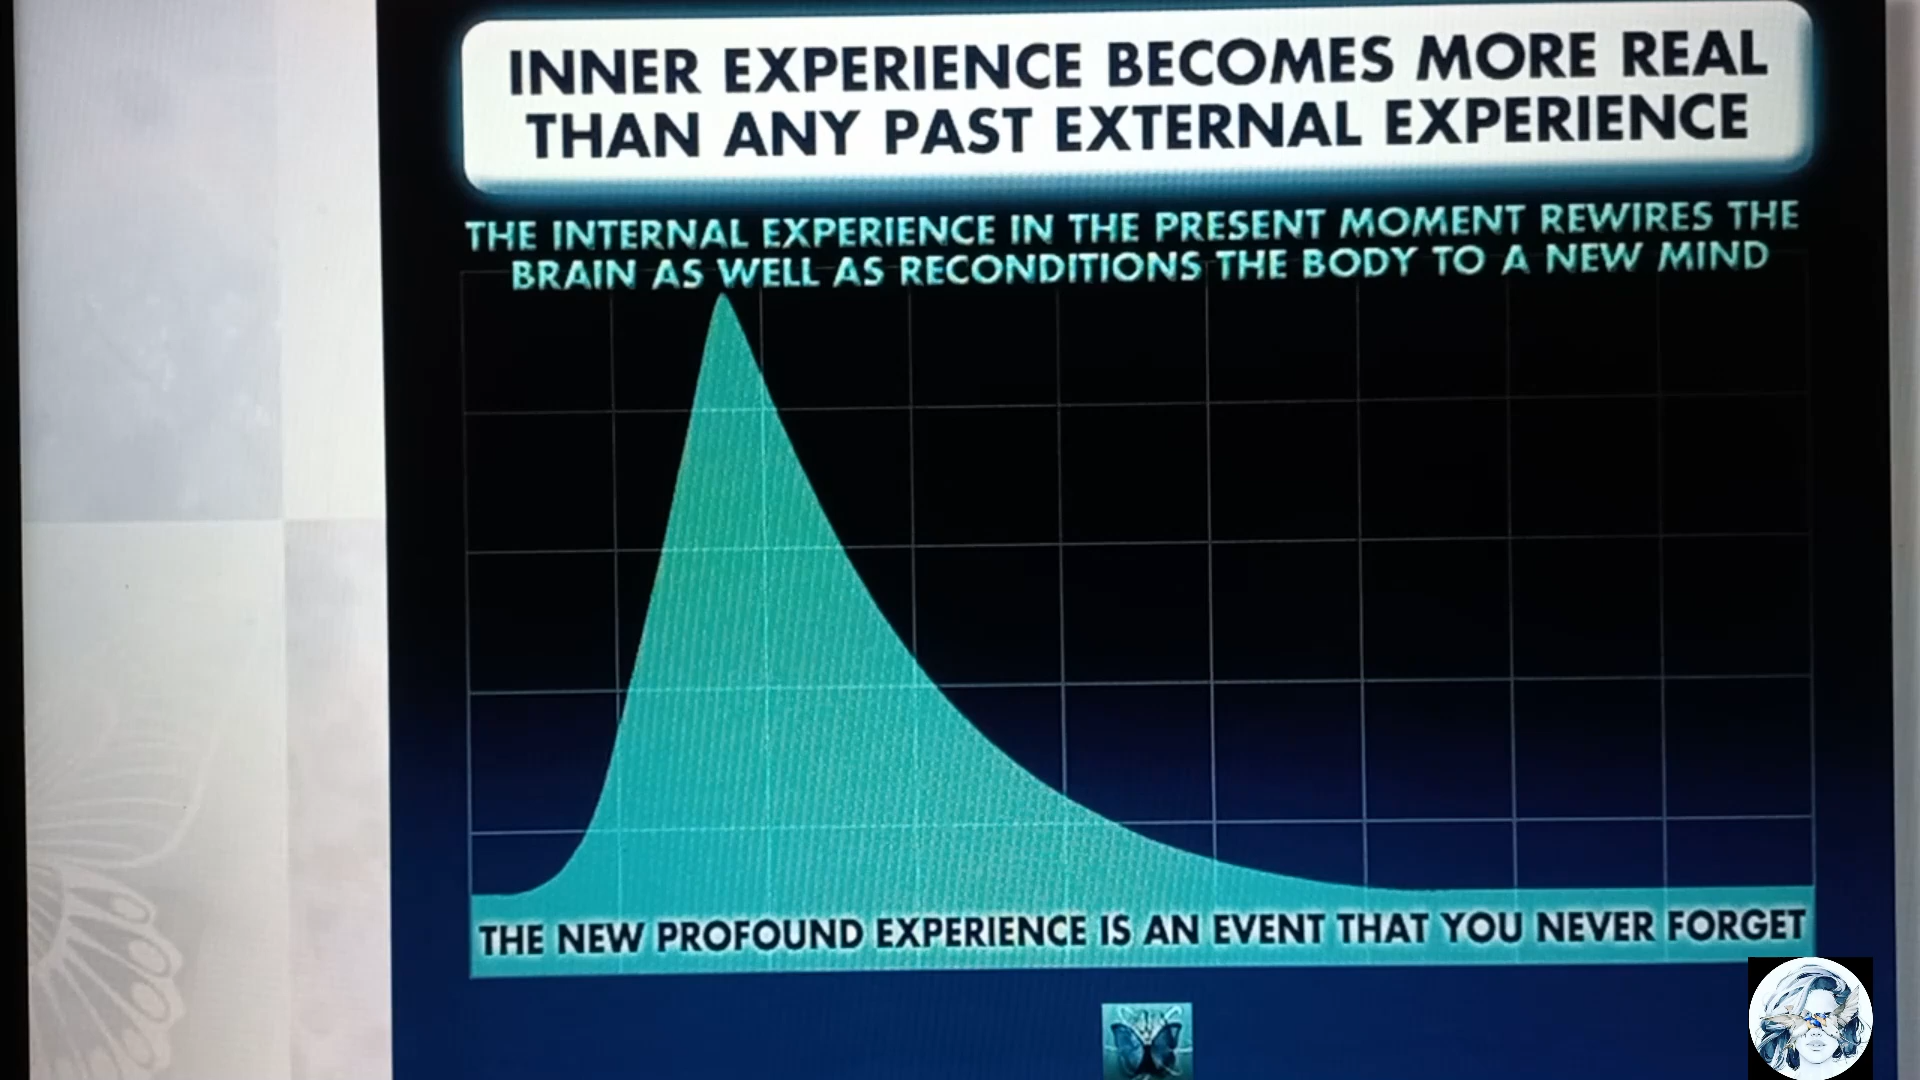 INNER EXPERIENCE BECOMES MORE REAL
THAN ANY PAST EXTERNAL EXPERIENCE
THE INTERNAL EXPERIENCE IN THE PRESENT MOMENT REWIRES THE
BRAIN AS WELL AS RECONDITIONS THE BODY TO A NEW MIND
THE NEW PROFOUND EXPERIENCE IS AN EVENT THAT YOU NEVER FORGET